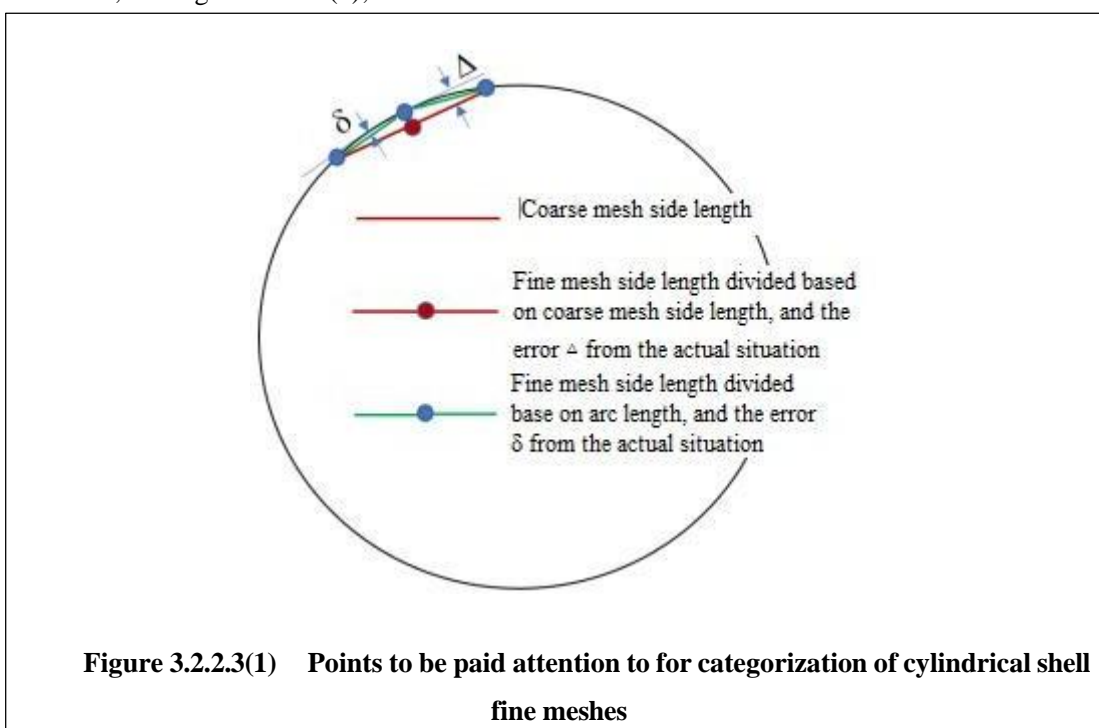 Δ
δ
Coarse mesh side length
Fine mesh side length divided based
on coarse mesh side length, and the
error △ from the actual situation
Fine mesh side length divided
base on arc length, and the error
δ from the actual situation
Figure 3.2.2.3(1) Points to be paid attention to for categorization of cylindrical shell
fine meshes